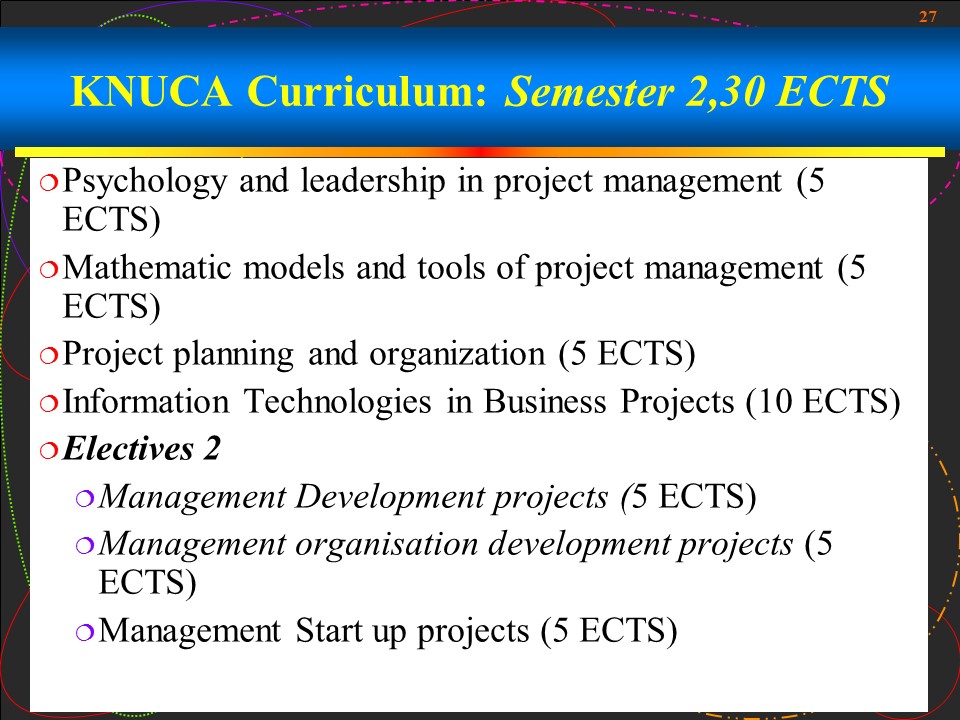 27
KNUCA Curriculum: Semester 2,30 ECTS
Psychology and leadership in project management (5
ECTS)
Mathematic models and tools of project management (5
ECTS)
Project planning and organization (5 ECTS)
Information Technologies in Business Projects (10 ECTS)
Electives 2
Management Development projects (5 ECTS)
Management organisation development projects (5
ECTS)
Management Start up projects (5 ECTS)